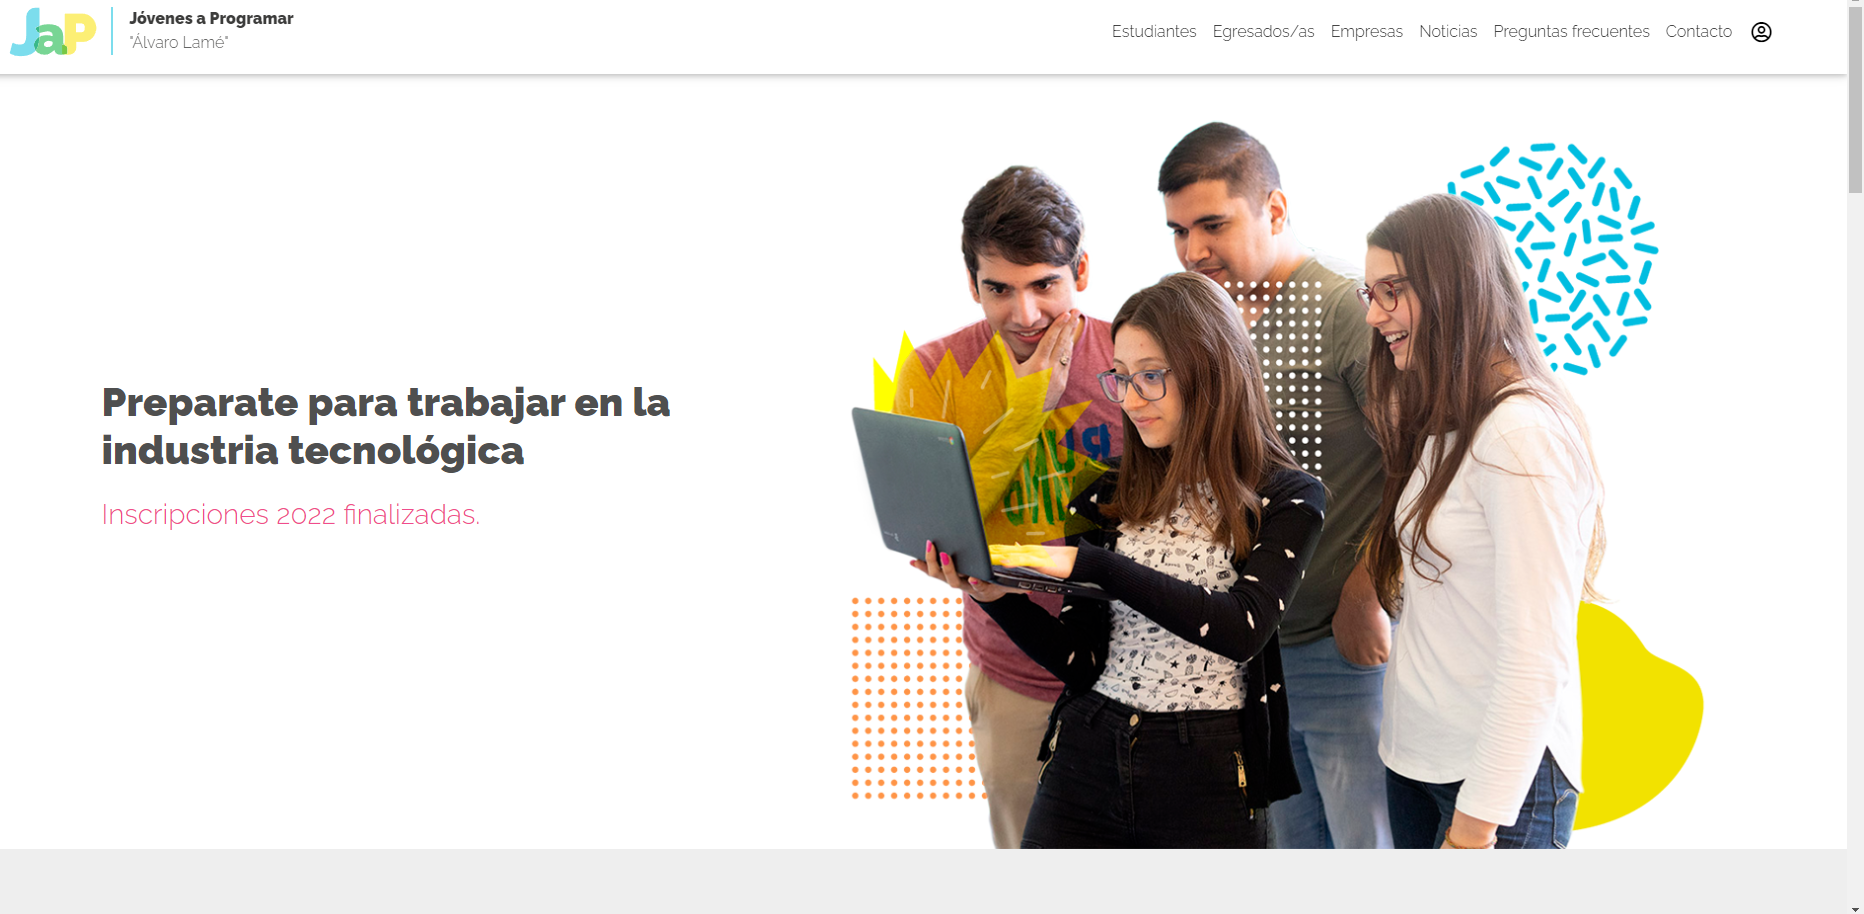 JaP
Jóvenes a Programar
"Álvaro Lamé"
Estudiantes Egresados/as Empresas Noticias Preguntas frecuentes Contacto
Preparate para trabajar en la
industria tecnológica
Inscripciones 2022 finalizadas.